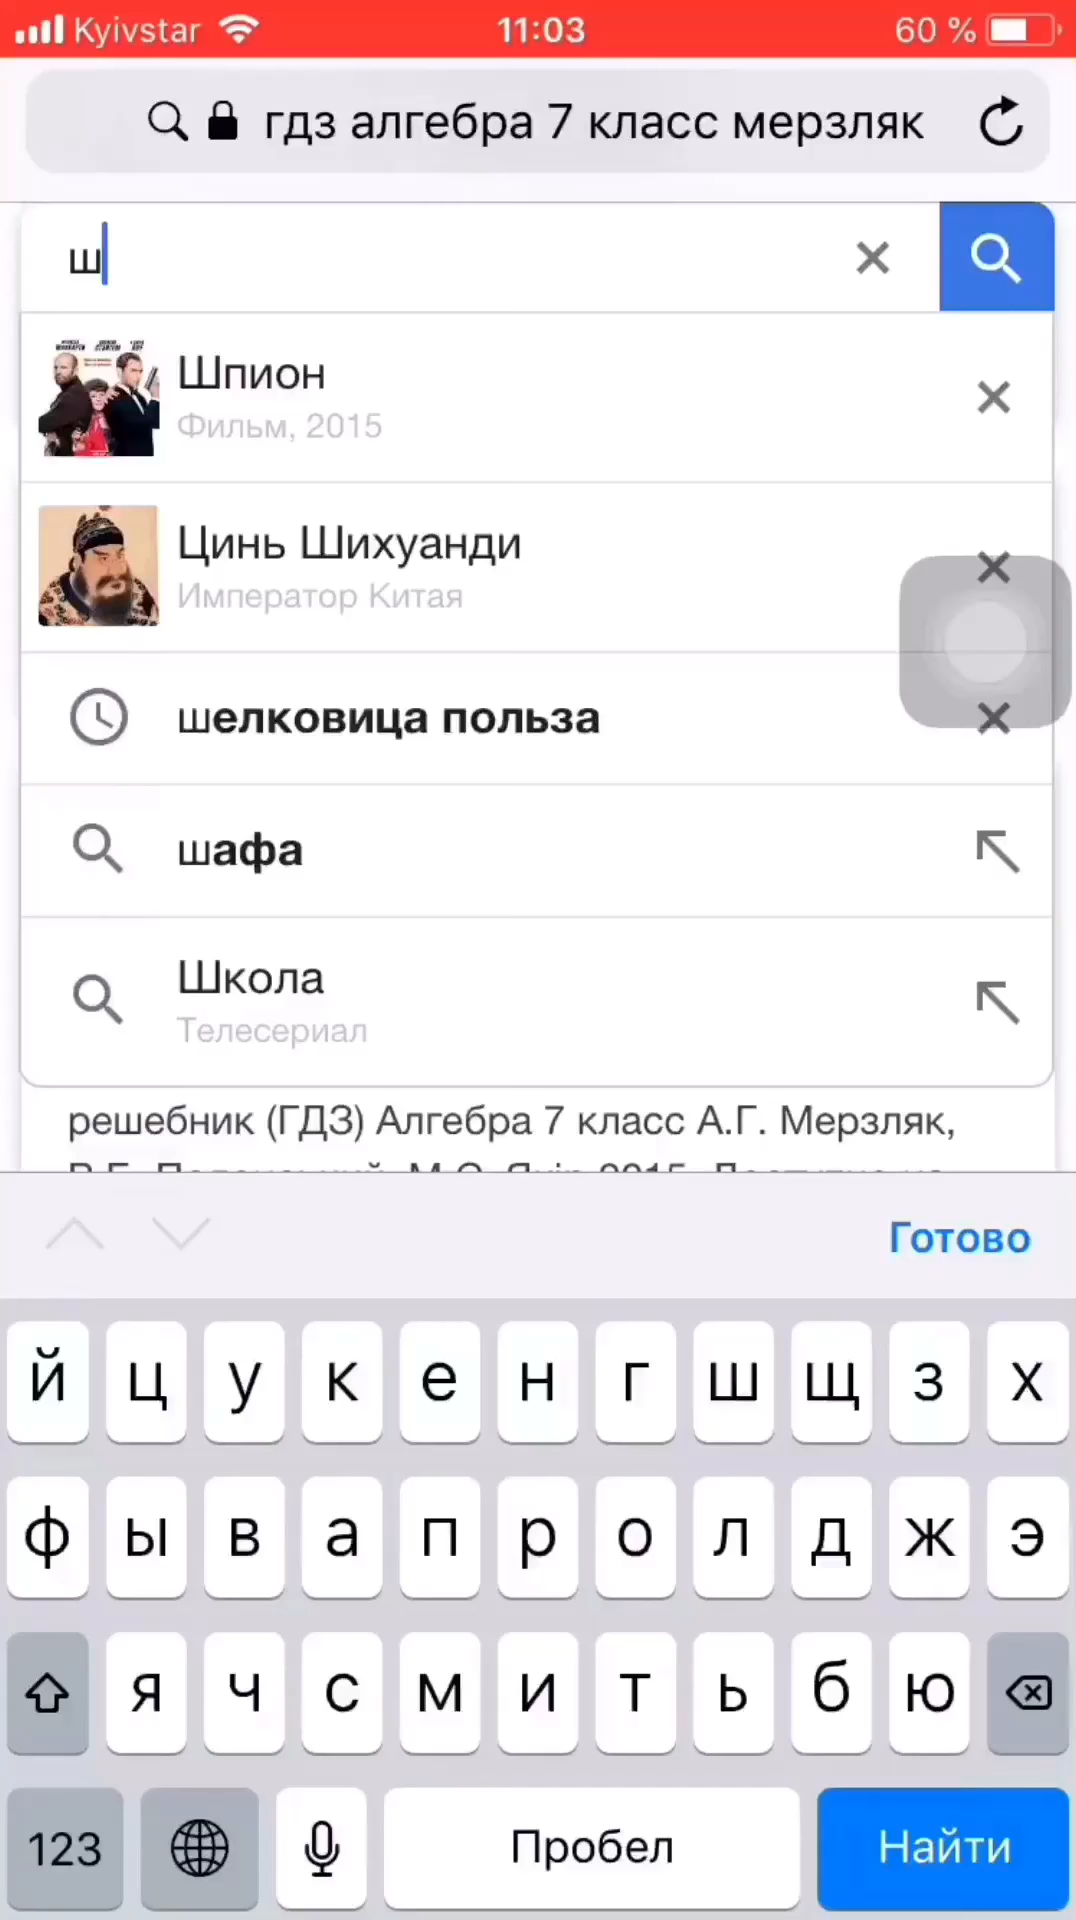 Kyivstar 11:03 60 %
гдз алгебра 7 класс мерзляк
ш
Шпион
Фильм, 2015
Цинь Шихуанди
Император Китая
шелковица польза
шафа
Школа
Телесериал
решебник (ГДЗ) Алгебра 7 класс А.Г. Мерзляк,
Готово
й ц у к е н г ш щ з х
ф ы в а п р о л д ж э
я ч с м и т ь б ю
123 Пробел Найти